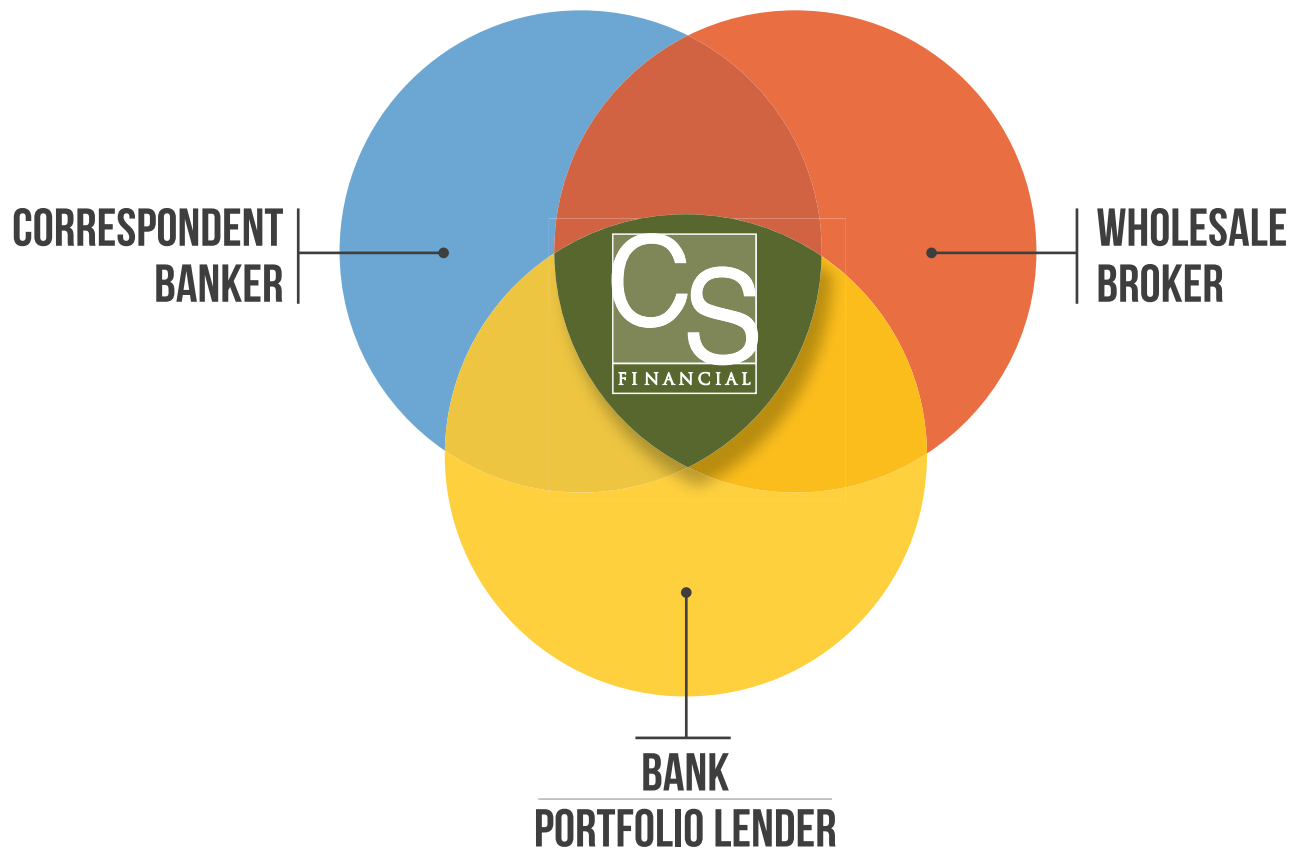 CORRESPONDENT
BANKER
WHOLESALE
BROKER
CS
FINANCIAL
BANK
PORTFOLIO LENDER